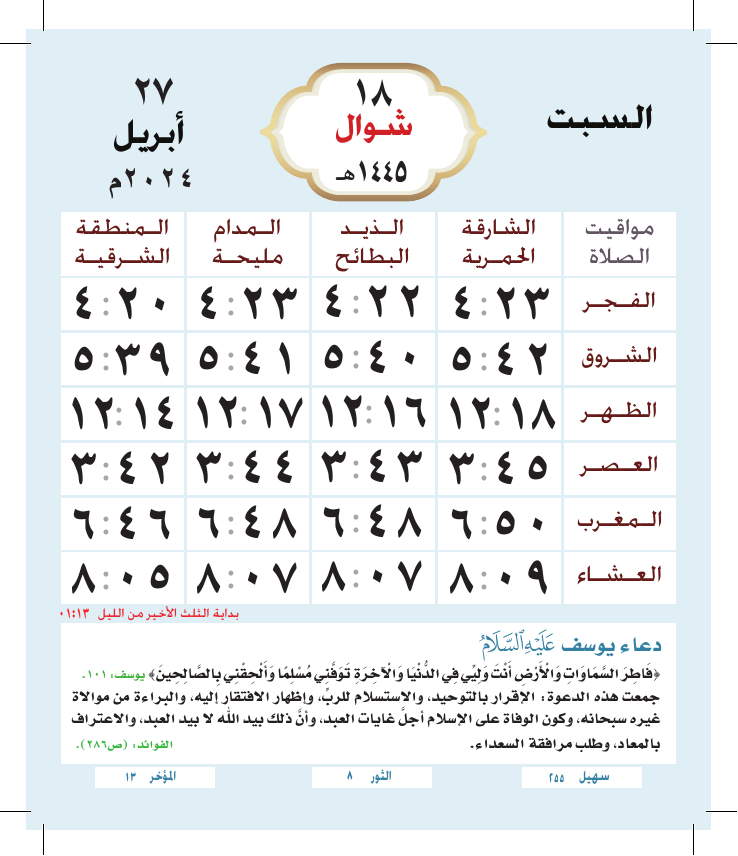 السبت
١٨
شوال
١٤٤٥هـ
٢٧
أبريل
٢٠٢٤م
مواقيت الصلاة | الشارقة الحمرية | الذيد البطائح | المدام مليحة | المنطقة الشرقية
الفجر ٤:٢٣ ٤:٢٢ ٤:٢٣ ٤:٢٠
الشروق ٥:٤٢ ٥:٤٠ ٥:٤١ ٥:٣٩
الظهر ١٢:١٨ ١٢:١٦ ١٢:١٧ ١٢:١٤
العصر ٣:٤٥ ٣:٤٣ ٣:٤٤ ٣:٤٢
المغرب ٦:٥٠ ٦:٤٨ ٦:٤٨ ٦:٤٦
العشاء ٨:٠٩ ٨:٠٧ ٨:٠٧ ٨:٠٥
بداية الثلث الأخير من الليل ٠١:١٣
دعاء يوسف عَلَيْهِ ٱلسَّلَامُ
﴿فَاطِرَ السَّمَاوَاتِ وَالْأَرْضِ أَنْتَ وَلِيِّي فِي الدُّنْيَا وَالْآخِرَةِ تَوَفَّنِي مُسْلِمًا وَأَلْحِقْنِي بِالصَّالِحِينَ﴾ يوسف: ١٠١.
جمعت هذه الدعوة: الإقرار بالتوحيد، والاستسلام للربِّ، وإظهار الافتقار إليه، والبراءة من موالاة
غيره سبحانه، وكون الوفاة على الإسلام أجلَّ غايات العبد، وأنَّ ذلك بيد الله لا بيد العبد، والاعتراف
بالمعاد، وطلب مرافقة السعداء. الفوائد: (ص٢٨٦).
سهيل ٢٥٥ الثور ٨ المؤخر ١٣